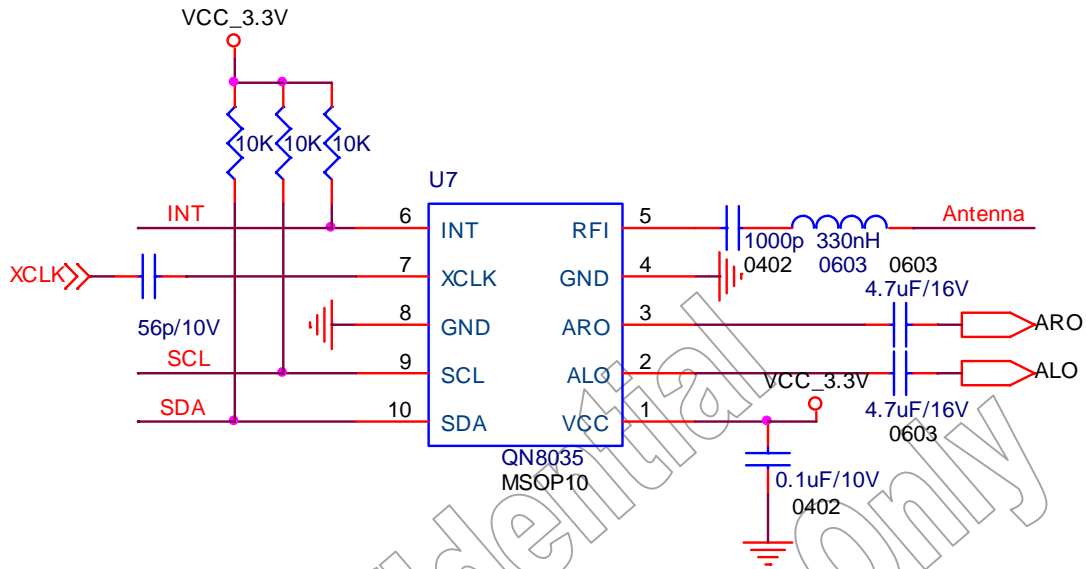 VCC_3.3V
10K
10K
10K
U7
INT
6
INT
RFI
5
1000p
0402
330nH
0603
Antenna
XCLK
56p/10V
7
XCLK
GND
4
0603
4.7uF/16V
8
GND
ARO
3
ARO
SCL
9
SCL
ALO
2
ALO
4.7uF/16V
0603
SDA
10
SDA
VCC
1
VCC_3.3V
0.1uF/10V
0402
QN8035
MSOP10
Only